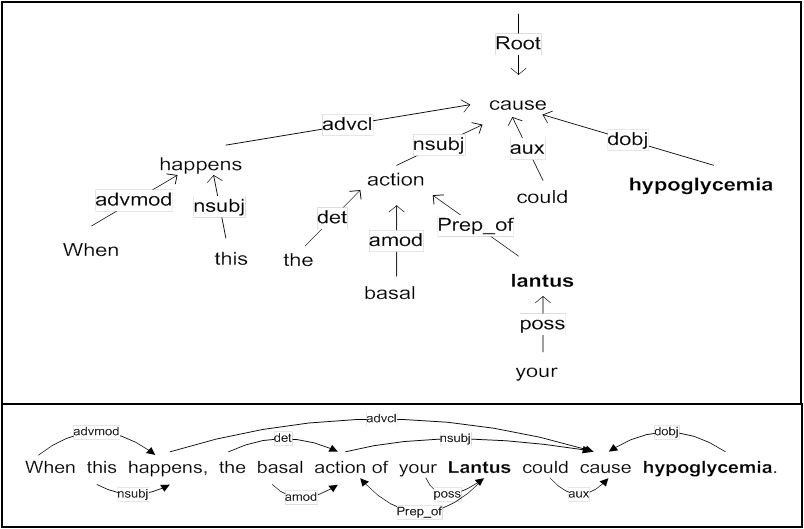 Root
cause
advcl
nsubj
aux
dobj
happens
action
could
hypoglycemia
advmod
nsubj
det
amod
Prep_of
When
this
the
basal
lantus
poss
your
advcl
advmod
det
nsubj
dobj
When this happens, the basal action of your Lantus could cause hypoglycemia.
nsubj
amod
poss
aux
Prep_of